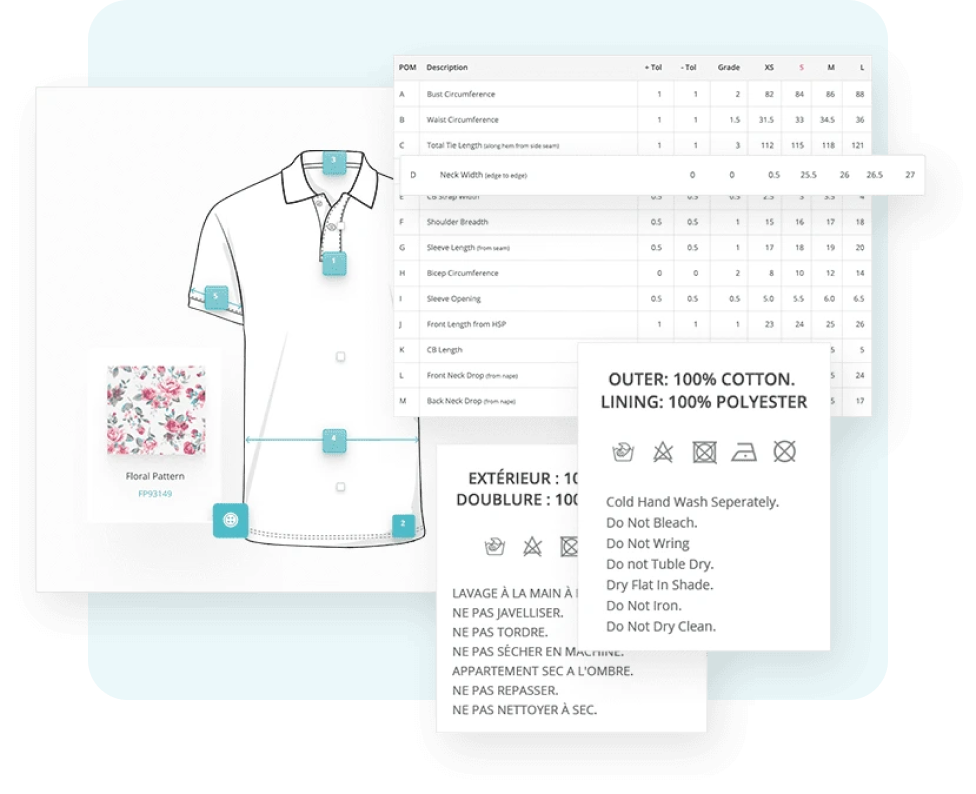 POM Description + Tol - Tol Grade XS S M L
A Bust Circumference 1 1 2 82 84 86 88
B Waist Circumference 1 1 1.5 31.5 33 34.5 36
C Total Tie Length (along hem from side seam) 1 1 3 112 115 118 121
D Neck Width (edge to edge) 0 0 0.5 25.5 26 26.5 27
E CB Strap Width 0.5 0.5 0.5 2.5 3 3.5 4
F Shoulder Breadth 0.5 0.5 1 15 16 17 18
G Sleeve Length (from seam) 0.5 0.5 1 17 18 19 20
H Bicep Circumference 0 0 2 8 10 12 14
I Sleeve Opening 0.5 0.5 0.5 5.0 5.5 6.0 6.5
J Front Length from HSP 1 1 1 23 24 25 26
K CB Length 5 5
L Front Neck Drop (from nape) 5 24
M Back Neck Drop (from nape) 5 17
3
1
5
4
2
Floral Pattern
FP93149
OUTER: 100% COTTON.
LINING: 100% POLYESTER
Cold Hand Wash Seperately.
Do Not Bleach.
Do Not Wring
Do not Tuble Dry.
Dry Flat In Shade.
Do Not Iron.
Do Not Dry Clean.
EXTÉRIEUR : 10
DOUBLURE : 100
LAVAGE À LA MAIN À
NE PAS JAVELLISER.
NE PAS TORDRE.
NE PAS SÉCHER EN MACHINE.
APPARTEMENT SEC A L'OMBRE.
NE PAS REPASSER.
NE PAS NETTOYER À SEC.